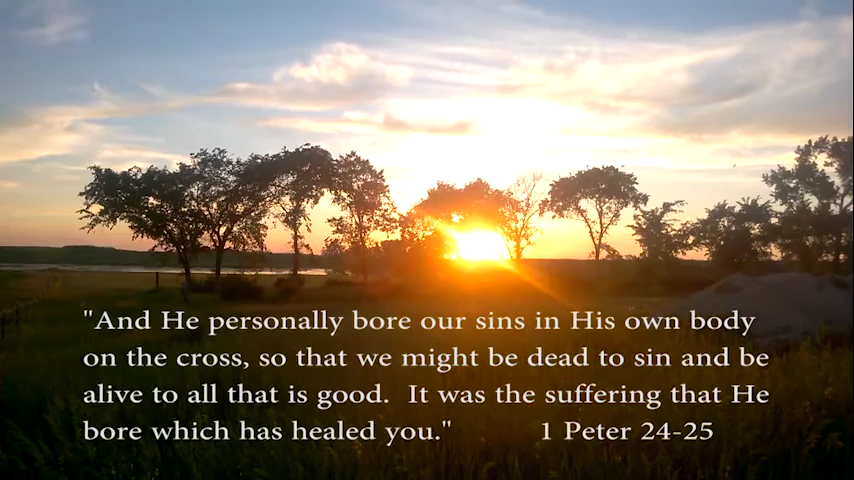 "And He personally bore our sins in His own body
on the cross, so that we might be dead to sin and be
alive to all that is good.  It was the suffering that He
bore which has healed you."  1 Peter 24-25